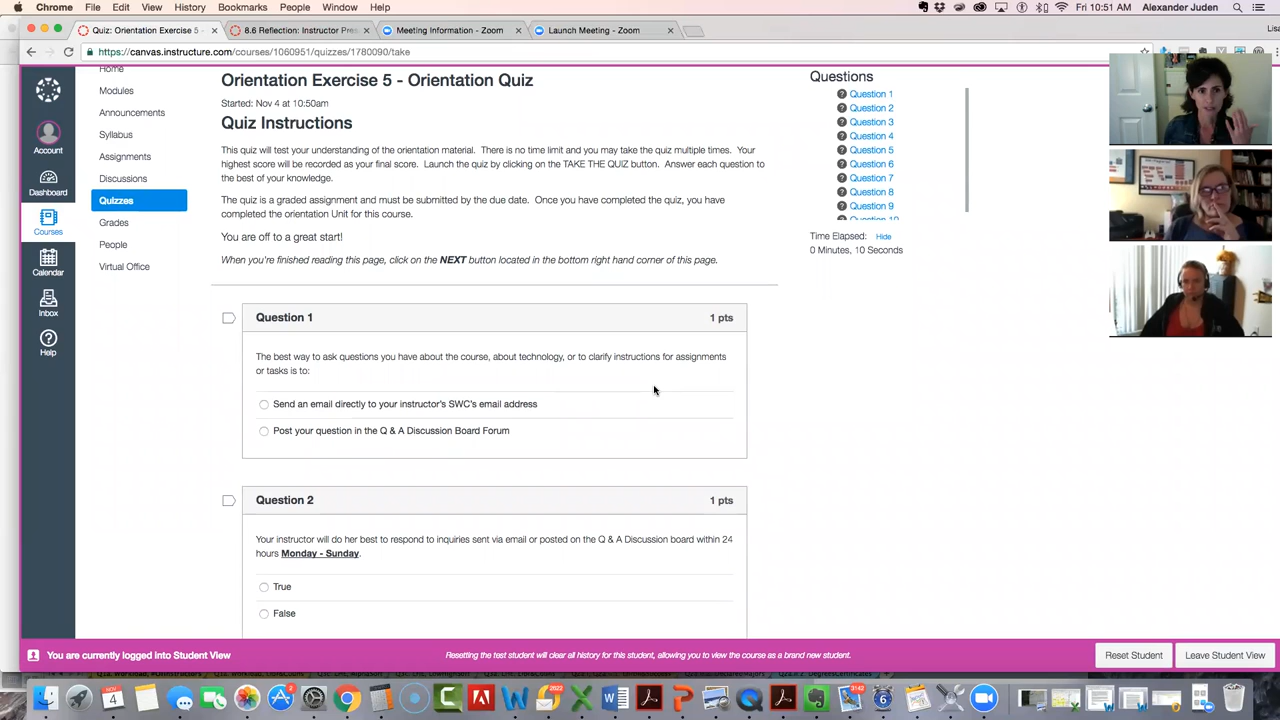 Chrome File Edit View History Bookmarks People Window Help
Fri 10:51 AM Alexander Juden
Quiz: Orientation Exercise 5 -
8.6 Reflection: Instructor Pres
Meeting Information - Zoom
Launch Meeting - Zoom
Lisa
https://canvas.instructure.com/courses/1060951/quizzes/1780090/take
Account
Dashboard
Courses
Calendar
Inbox
Help
Home
Modules
Announcements
Syllabus
Assignments
Discussions
Quizzes
Grades
People
Virtual Office
Orientation Exercise 5 - Orientation Quiz
Started: Nov 4 at 10:50am
Quiz Instructions
This quiz will test your understanding of the orientation material. There is no time limit and you may take the quiz multiple times. Your
highest score will be recorded as your final score. Launch the quiz by clicking on the TAKE THE QUIZ button. Answer each question to
the best of your knowledge.
The quiz is a graded assignment and must be submitted by the due date. Once you have completed the quiz, you have
completed the orientation Unit for this course.
You are off to a great start!
When you're finished reading this page, click on the NEXT button located in the bottom right hand corner of this page.
Question 1 1 pts
The best way to ask questions you have about the course, about technology, or to clarify instructions for assignments
or tasks is to:
Send an email directly to your instructor's SWC's email address
Post your question in the Q & A Discussion Board Forum
Question 2 1 pts
Your instructor will do her best to respond to inquiries sent via email or posted on the Q & A Discussion board within 24
hours Monday - Sunday.
True
False
Questions
Question 1
Question 2
Question 3
Question 4
Question 5
Question 6
Question 7
Question 8
Question 9
Question 10
Time Elapsed: Hide
0 Minutes, 10 Seconds
You are currently logged into Student View
Resetting the test student will clear all history for this student, allowing you to view the course as a brand new student.
Reset Student
Leave Student View
NOV
4
2622
3142
6